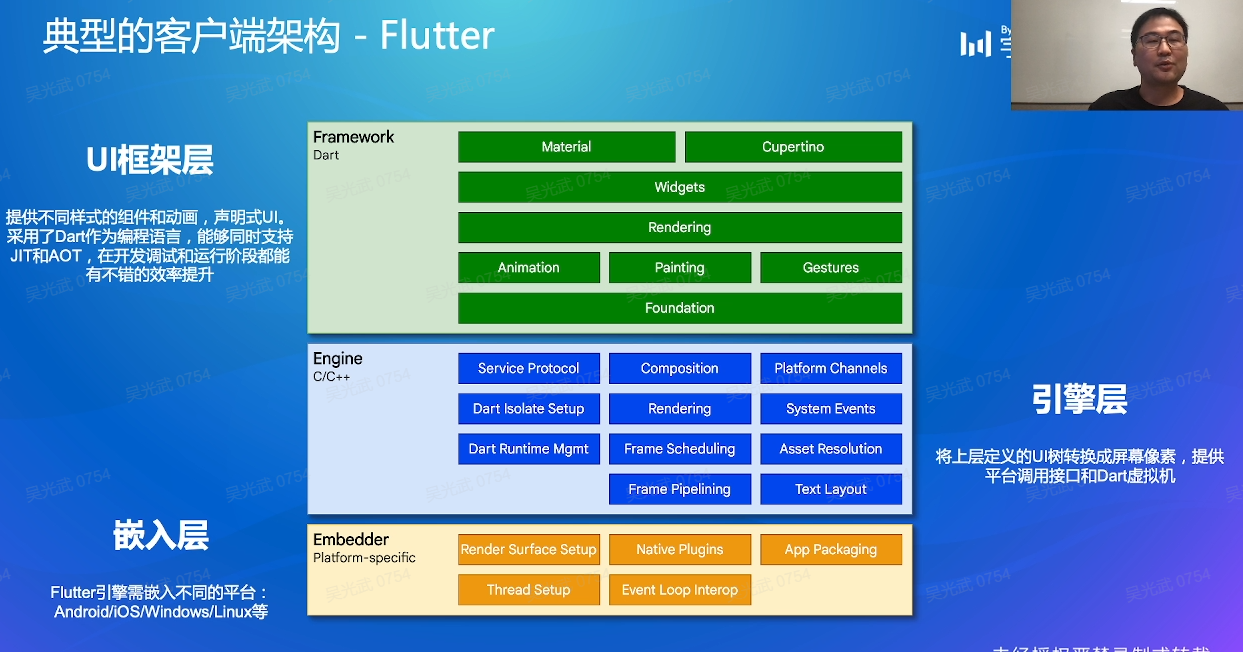 典型的客户端架构 - Flutter
By
UI框架层
提供不同样式的组件和动画，声明式UI。
采用了Dart作为编程语言，能够同时支持
JIT和AOT，在开发调试和运行阶段都能
有不错的效率提升
Framework
Dart
Material
Cupertino
Widgets
Rendering
Animation
Painting
Gestures
Foundation
Engine
C/C++
Service Protocol
Composition
Platform Channels
Dart Isolate Setup
Rendering
System Events
Dart Runtime Mgmt
Frame Scheduling
Asset Resolution
Frame Pipelining
Text Layout
引擎层
将上层定义的UI树转换成屏幕像素，提供
平台调用接口和Dart虚拟机
嵌入层
Flutter引擎需嵌入不同的平台：
Android/iOS/Windows/Linux等
Embedder
Platform-specific
Render Surface Setup
Native Plugins
App Packaging
Thread Setup
Event Loop Interop
吴光武 0754